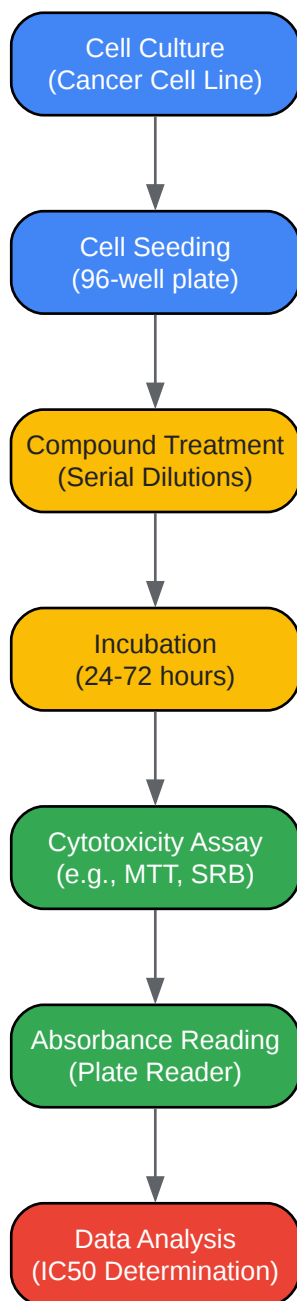 Cell Culture
(Cancer Cell Line)
Cell Seeding
(96-well plate)
Compound Treatment
(Serial Dilutions)
Incubation
(24-72 hours)
Cytotoxicity Assay
(e.g., MTT, SRB)
Absorbance Reading
(Plate Reader)
Data Analysis
(IC50 Determination)